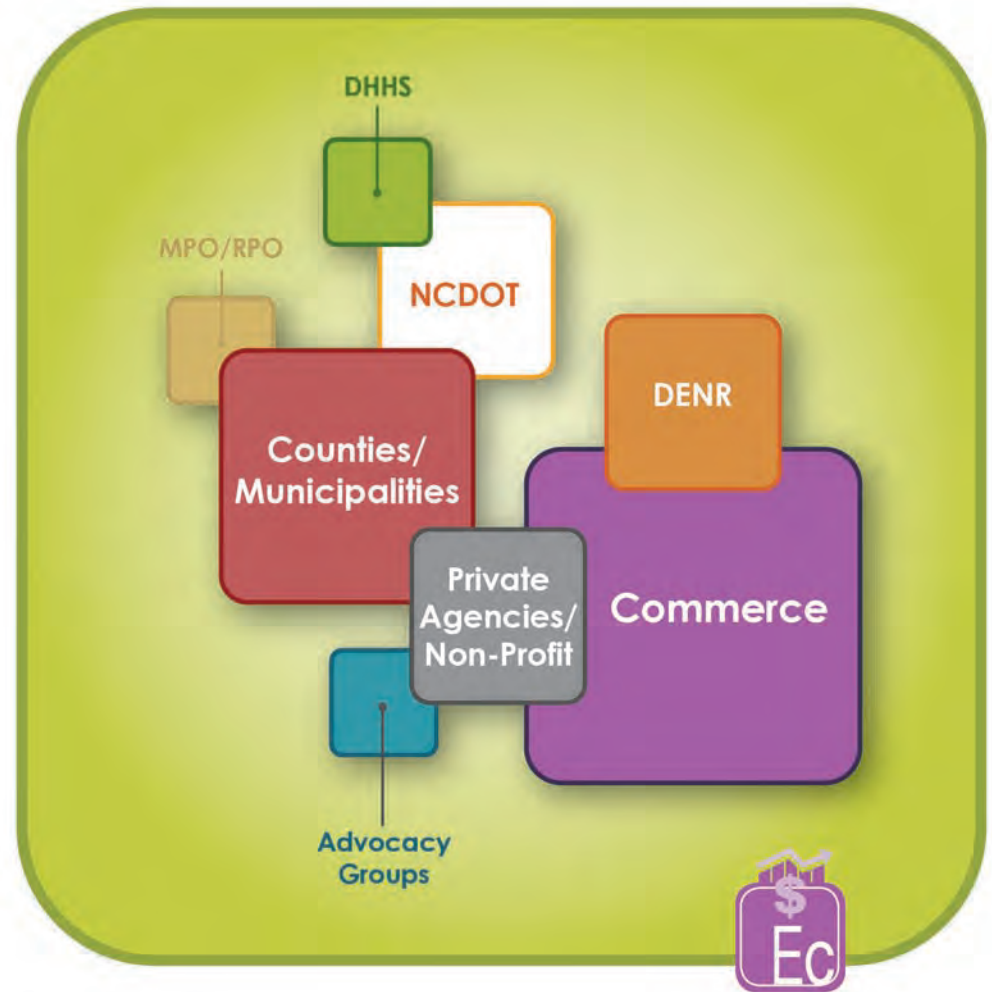 DHHS
MPO/RPO
NCDOT
DENR
Counties/
Municipalities
Private
Agencies/
Non-Profit
Commerce
Advocacy
Groups
$
Ec